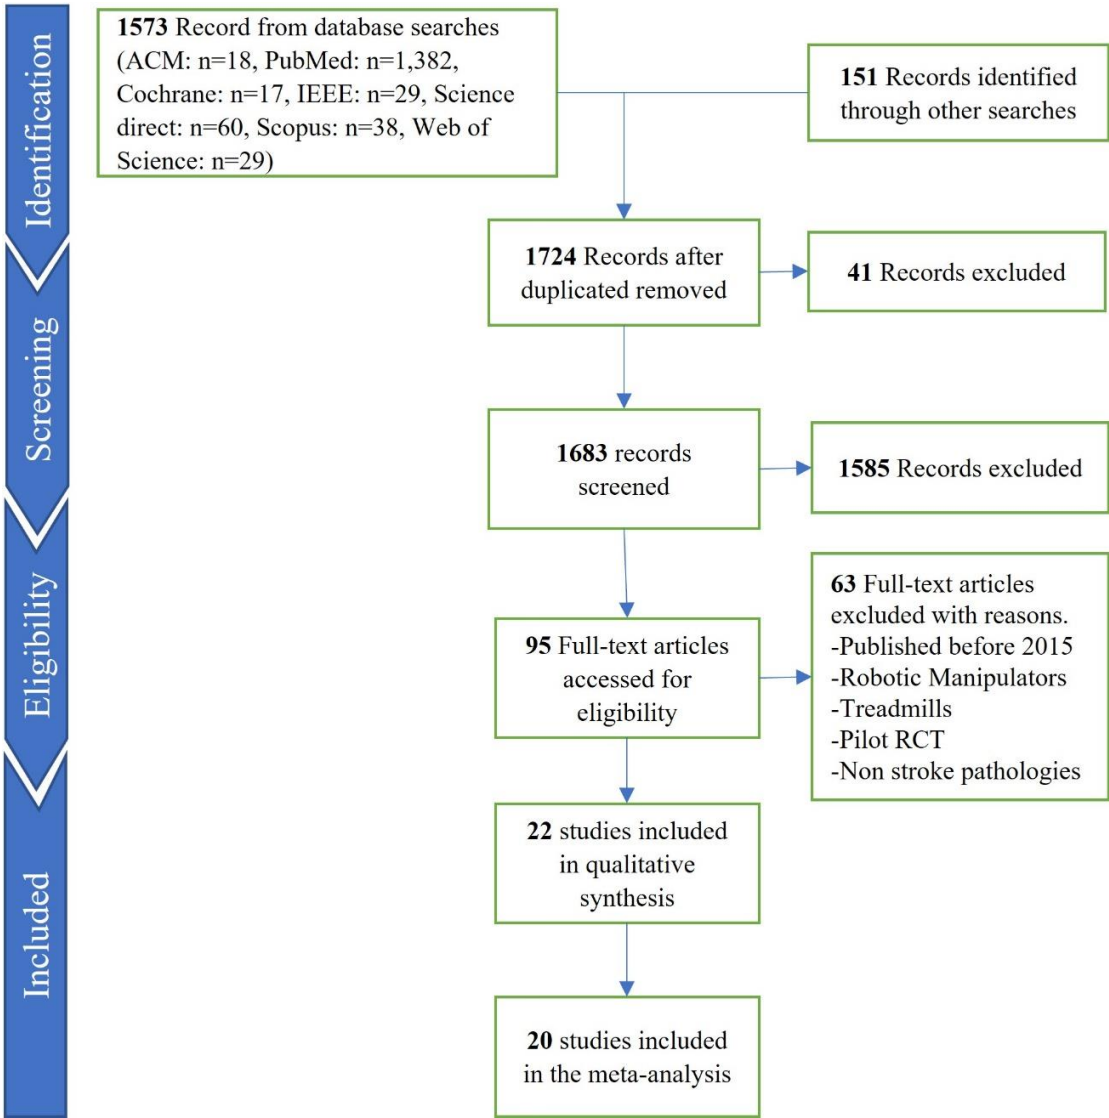 Identification
1573 Record from database searches
(ACM: n=18, PubMed: n=1,382,
Cochrane: n=17, IEEE: n=29, Science
direct: n=60, Scopus: n=38, Web of
Science: n=29)
151 Records identified
through other searches
Screening
1724 Records after
duplicated removed
41 Records excluded
1683 records
screened
1585 Records excluded
Eligibility
95 Full-text articles
accessed for
eligibility
63 Full-text articles
excluded with reasons.
-Published before 2015
-Robotic Manipulators
-Treadmills
-Pilot RCT
-Non stroke pathologies
Included
22 studies included
in qualitative
synthesis
20 studies included
in the meta-analysis